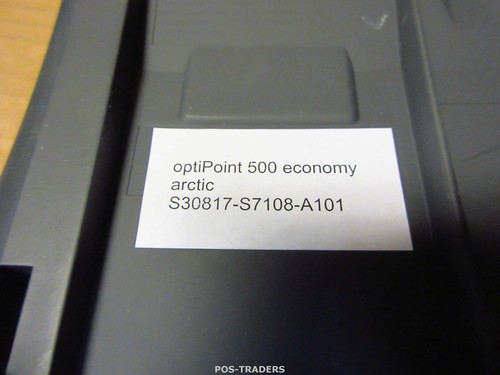 optiPoint 500 economy
arctic
S30817-S7108-A101
POS-TRADERS